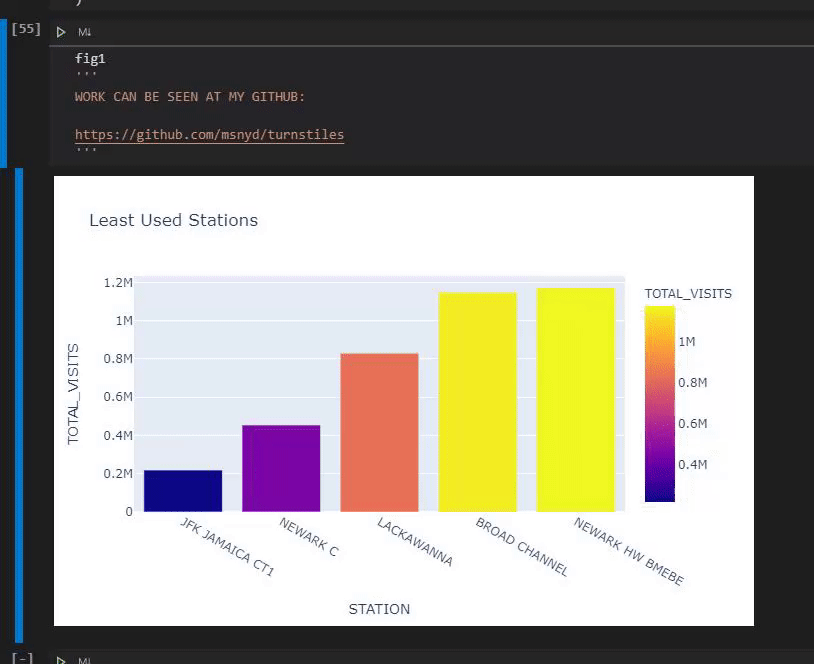 )
[55]
M↓
fig1
'''
WORK CAN BE SEEN AT MY GITHUB:
https://github.com/msnyd/turnstiles
'''
Least Used Stations
TOTAL_VISITS
1.2M
1M
0.8M
0.6M
0.4M
0.2M
0
JFK JAMAICA CT1
NEWARK C
LACKAWANNA
BROAD CHANNEL
NEWARK HW BMEBE
STATION
TOTAL_VISITS
1M
0.8M
0.6M
0.4M
[-]
M↓